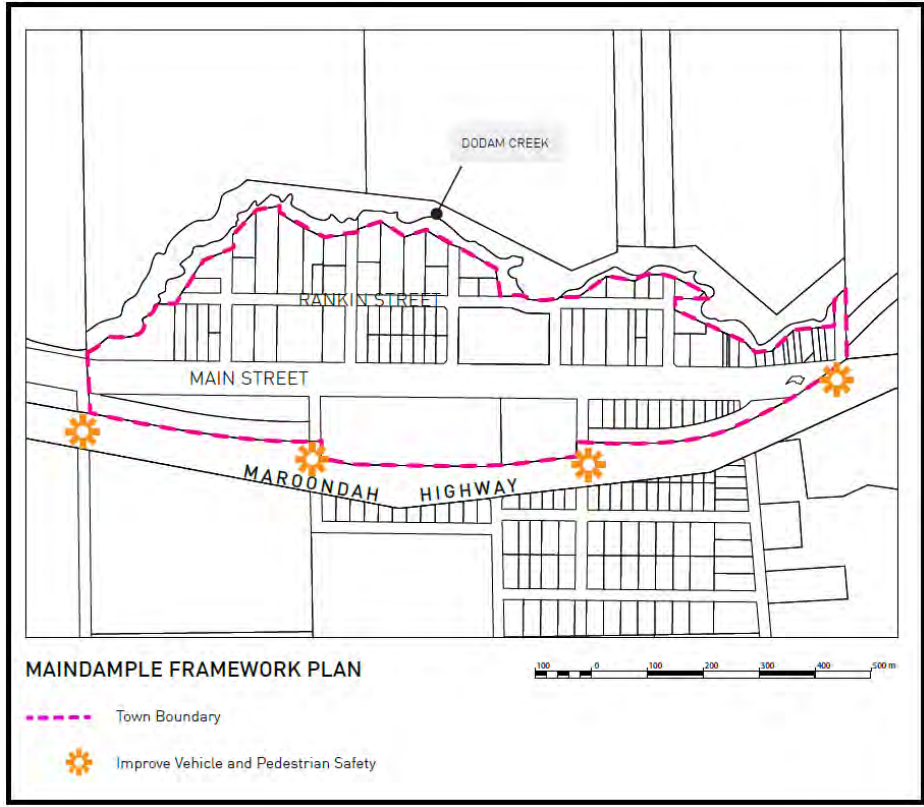 DODAM CREEK
RANKIN STREET
MAIN STREET
MAROONDAH HIGHWAY
MAINDAMPLE FRAMEWORK PLAN
100 0 100 200 300 400 500 m
Town Boundary
Improve Vehicle and Pedestrian Safety